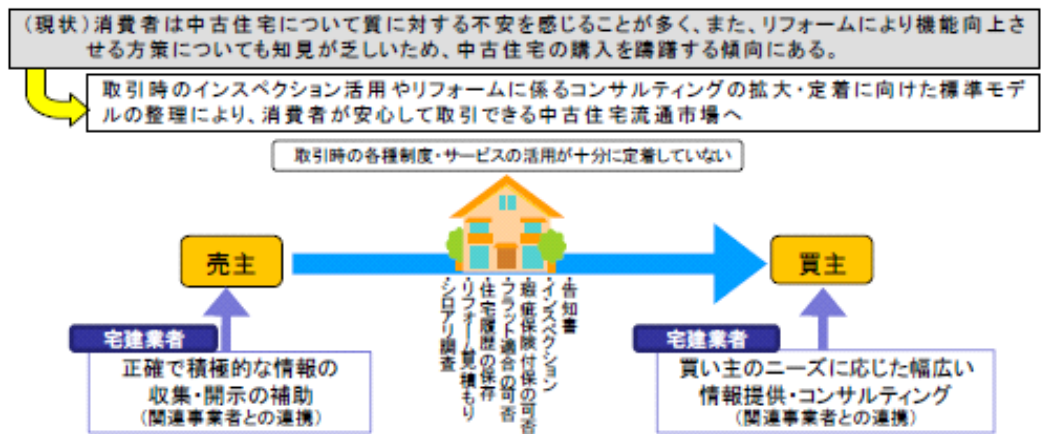 （現状）消費者は中古住宅について質に対する不安を感じることが多く、また、リフォームにより機能向上さ
せる方策についても知見が乏しいため、中古住宅の購入を躊躇する傾向にある。
取引時のインスペクション活用やリフォームに係るコンサルティングの拡大・定着に向けた標準モデ
ルの整理により、消費者が安心して取引できる中古住宅流通市場へ
取引時の各種制度・サービスの活用が十分に定着していない
売主
買主
・告知書
・インスペクション
・瑕疵保険付保の可否
・フラット適合の可否
・住宅履歴の保存
・リフォーム見積もり
・シロアリ調査
宅建業者
正確で積極的な情報の
収集・開示の補助
（関連事業者との連携）
宅建業者
買い主のニーズに応じた幅広い
情報提供・コンサルティング
（関連事業者との連携）